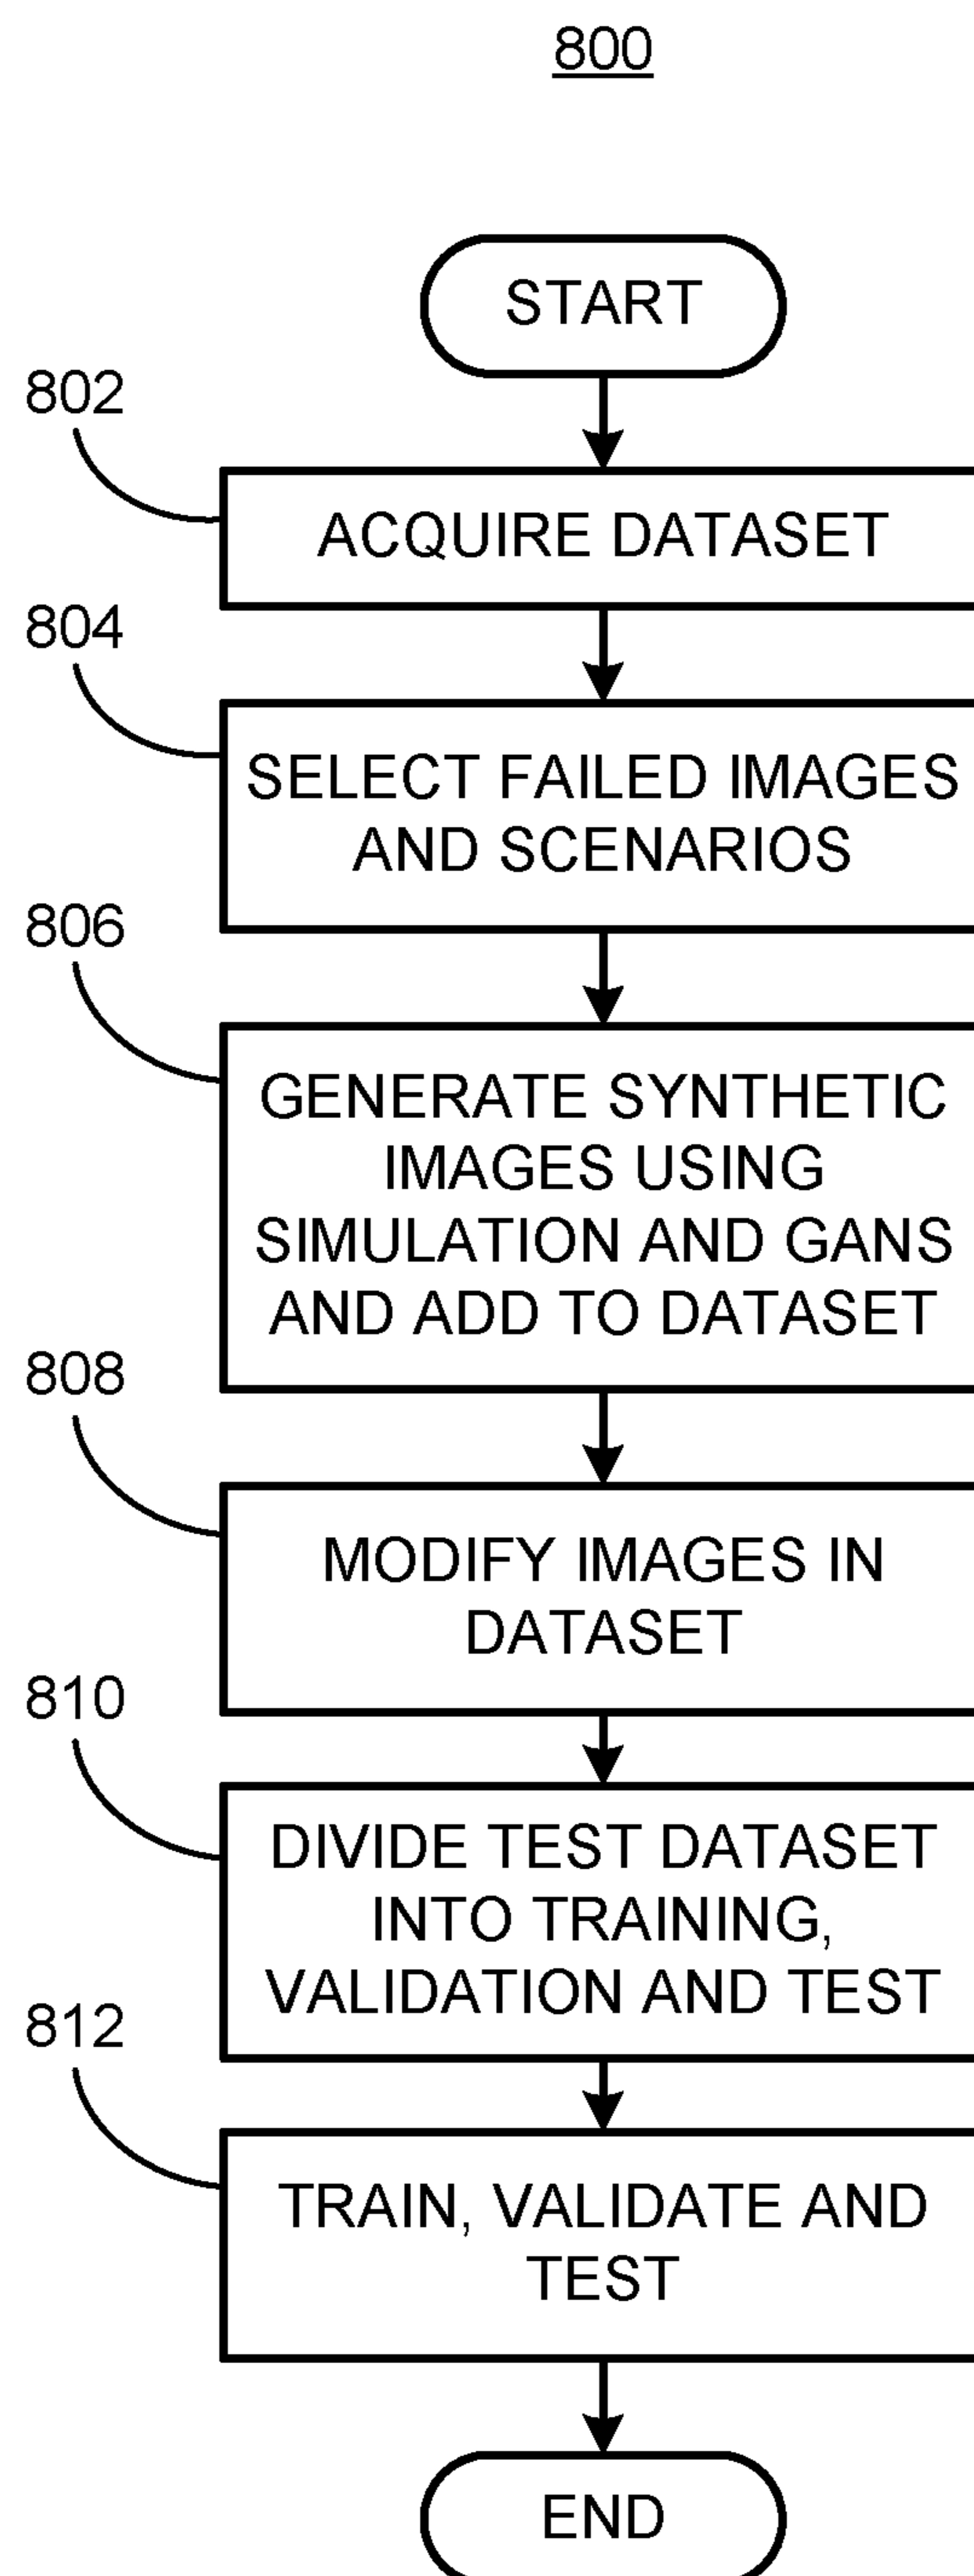 800
START
802
ACQUIRE DATASET
804
SELECT FAILED IMAGES
AND SCENARIOS
806
GENERATE SYNTHETIC
IMAGES USING
SIMULATION AND GANS
AND ADD TO DATASET
808
MODIFY IMAGES IN
DATASET
810
DIVIDE TEST DATASET
INTO TRAINING,
VALIDATION AND TEST
812
TRAIN, VALIDATE AND
TEST
END